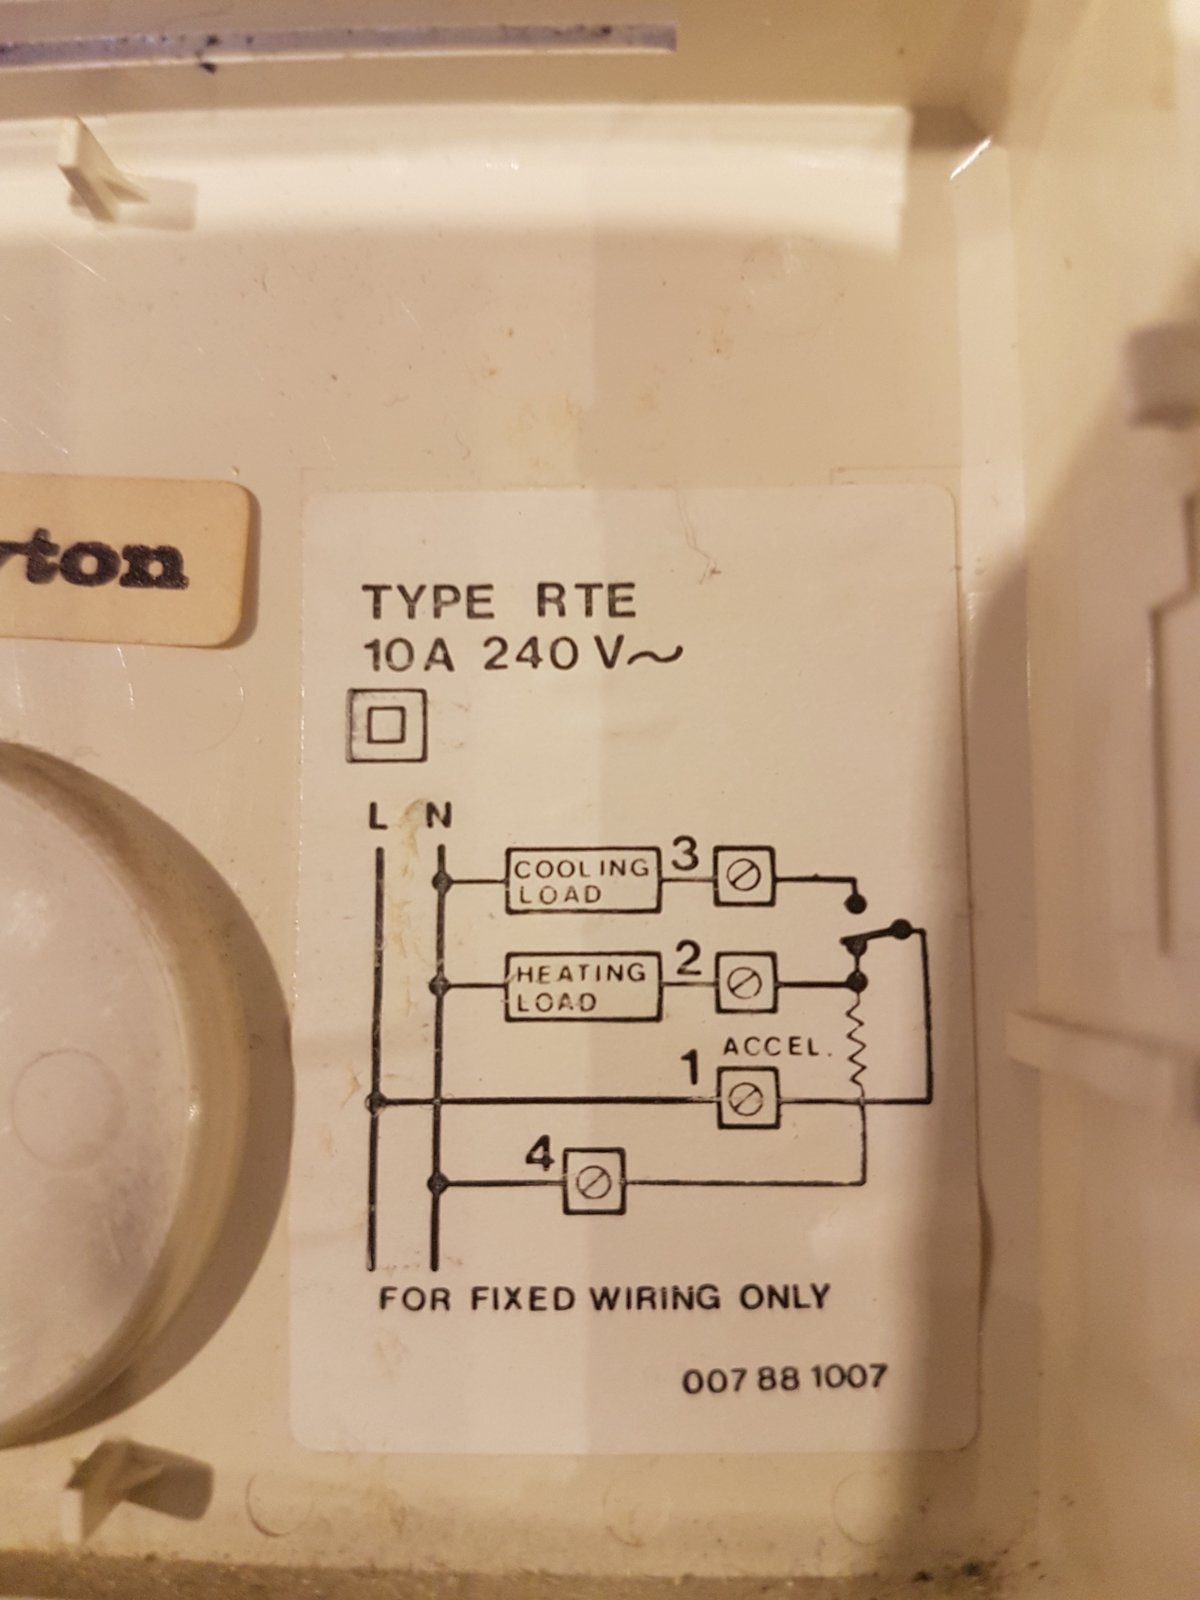 TYPE RTE
10A 240V~
L N
COOLING LOAD 3
HEATING LOAD 2
ACCEL.
1
4
FOR FIXED WIRING ONLY
007 88 1007